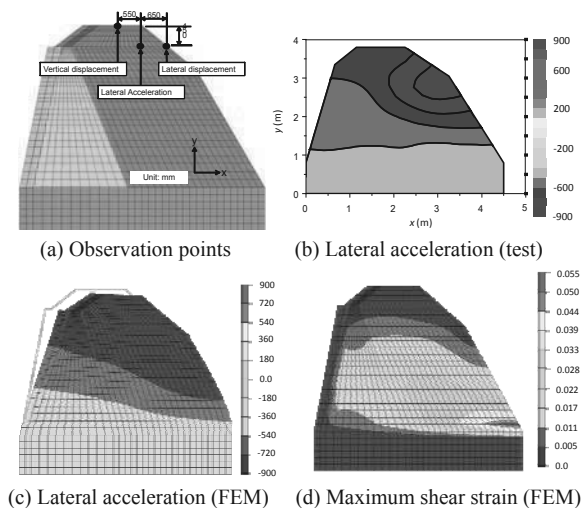 550 650
450
Vertical displacement
Lateral displacement
Lateral Acceleration
y
x
Unit: mm
(a) Observation points
4
3
2
1
0
y (m)
0 1 2 3 4 5
x (m)
900
600
200
-200
-600
-900
(b) Lateral acceleration (test)
900
720
540
360
180
0.0
-180
-360
-540
-720
-900
(c) Lateral acceleration (FEM)
0.055
0.050
0.044
0.039
0.033
0.028
0.022
0.017
0.011
0.005
0.0
(d) Maximum shear strain (FEM)